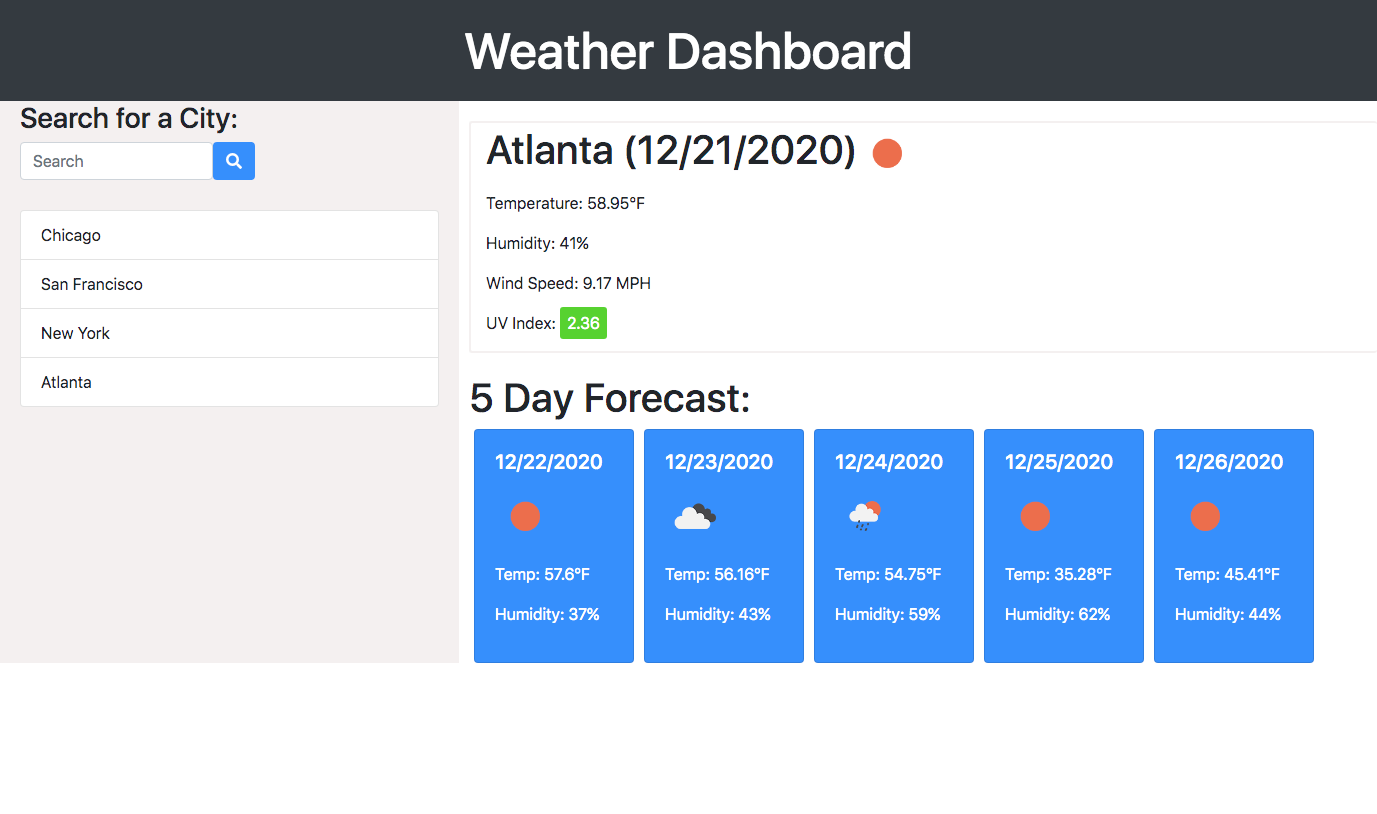 Weather Dashboard
Search for a City:
Search
Chicago
San Francisco
New York
Atlanta
Atlanta (12/21/2020)
Temperature: 58.95°F
Humidity: 41%
Wind Speed: 9.17 MPH
UV Index: 2.36
5 Day Forecast:
12/22/2020
Temp: 57.6°F
Humidity: 37%
12/23/2020
Temp: 56.16°F
Humidity: 43%
12/24/2020
Temp: 54.75°F
Humidity: 59%
12/25/2020
Temp: 35.28°F
Humidity: 62%
12/26/2020
Temp: 45.41°F
Humidity: 44%